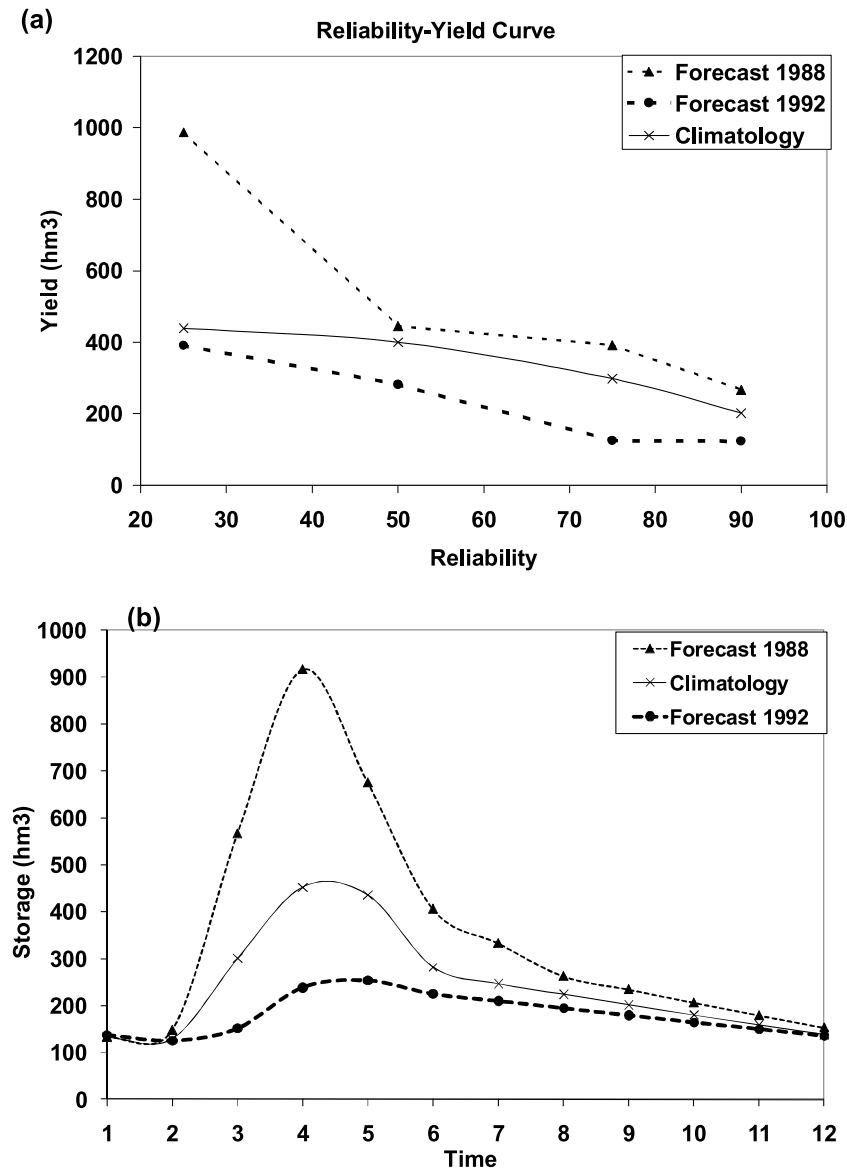 (a)
Reliability-Yield Curve
1200
1000
800
600
400
200
0
Yield (hm3)
20 30 40 50 60 70 80 90 100
Reliability
Forecast 1988
Forecast 1992
Climatology
(b)
1000
900
800
700
600
500
400
300
200
100
0
Storage (hm3)
1 2 3 4 5 6 7 8 9 10 11 12
Time
Forecast 1988
Climatology
Forecast 1992